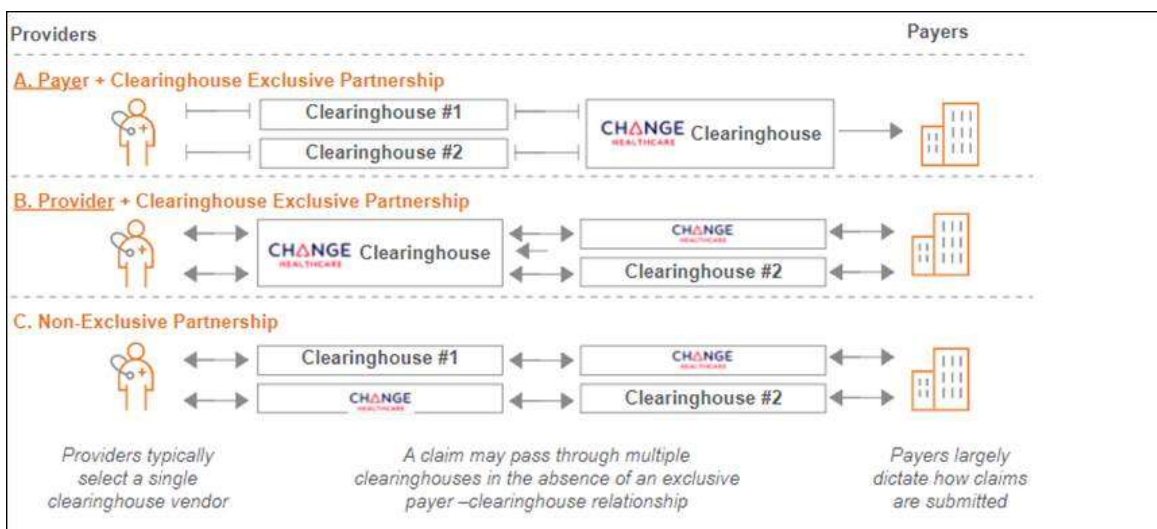 Providers Payers
A. Payer + Clearinghouse Exclusive Partnership
Clearinghouse #1
CHANGE HEALTHCARE Clearinghouse
Clearinghouse #2
B. Provider + Clearinghouse Exclusive Partnership
CHANGE HEALTHCARE Clearinghouse
CHANGE HEALTHCARE
Clearinghouse #2
C. Non-Exclusive Partnership
Clearinghouse #1
CHANGE HEALTHCARE
CHANGE HEALTHCARE
Clearinghouse #2
Providers typically
select a single
clearinghouse vendor
A claim may pass through multiple
clearinghouses in the absence of an exclusive
payer –clearinghouse relationship
Payers largely
dictate how claims
are submitted